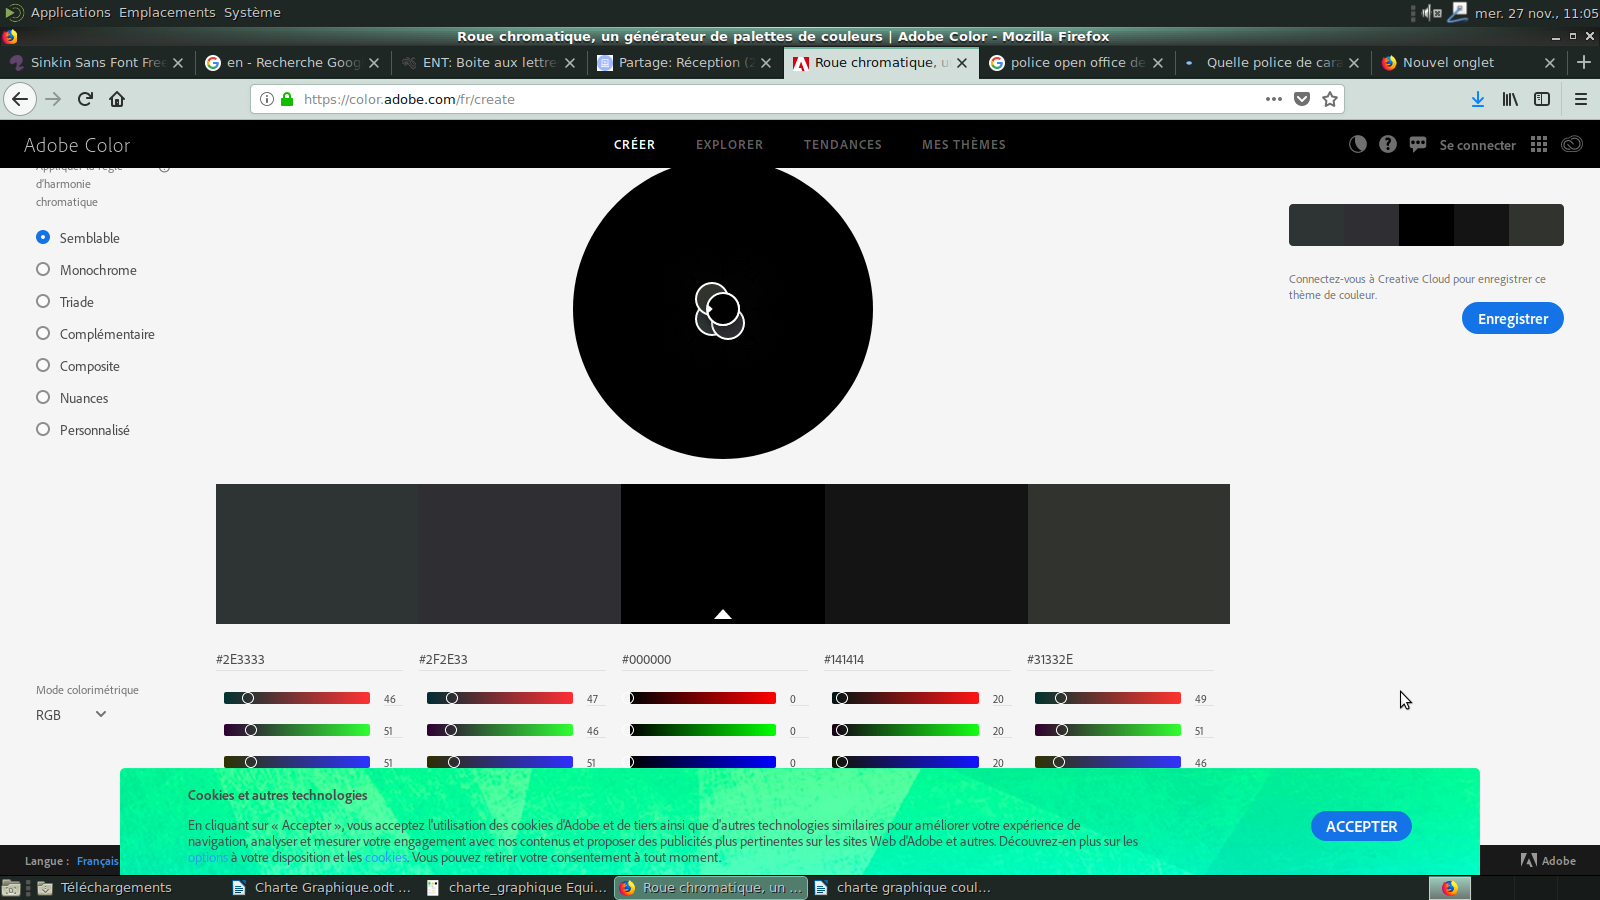 Applications Emplacements Système
mer. 27 nov., 11:05
Roue chromatique, un générateur de palettes de couleurs | Adobe Color - Mozilla Firefox
Sinkin Sans Font Fre
en - Recherche Goog
ENT: Boite aux lettre
Partage: Réception (
Roue chromatique, u
police open office de
Quelle police de cara
Nouvel onglet
https://color.adobe.com/fr/create
Adobe Color
CRÉER EXPLORER TENDANCES MES THÈMES
Se connecter
Appliquer la règle
d'harmonie
chromatique
Semblable
Monochrome
Triade
Complémentaire
Composite
Nuances
Personnalisé
Connectez-vous à Creative Cloud pour enregistrer ce
thème de couleur.
Enregistrer
#2E3333 #2F2E33 #000000 #141414 #31332E
Mode colorimétrique
RGB
46 47 0 20 49
51 46 0 20 51
51 51 0 20 46
Cookies et autres technologies
En cliquant sur « Accepter », vous acceptez l'utilisation des cookies d'Adobe et de tiers ainsi que d'autres technologies similaires pour améliorer votre expérience de
navigation, analyser et mesurer votre engagement avec nos contenus et proposer des publicités plus pertinentes sur les sites Web d'Adobe et autres. Découvrez-en plus sur les
options à votre disposition et les cookies. Vous pouvez retirer votre consentement à tout moment.
ACCEPTER
Langue : Français
Adobe
Téléchargements
Charte Graphique.odt ...
charte_graphique Equi...
Roue chromatique, un ...
charte graphique coul...